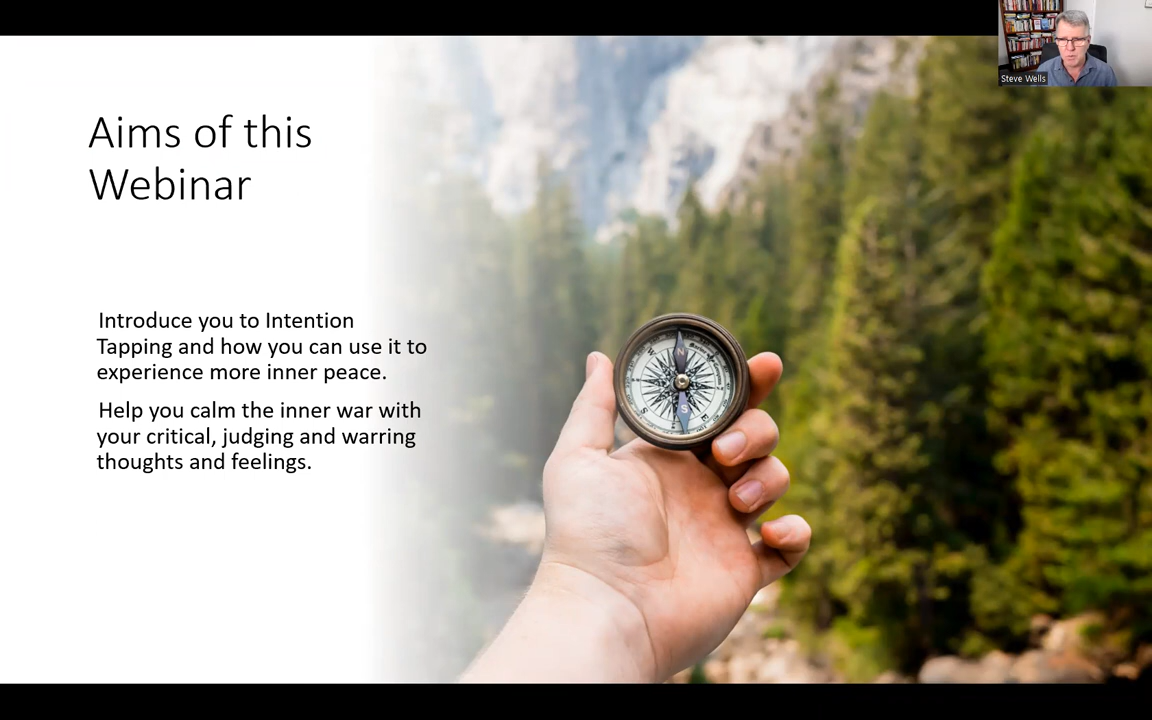 Steve Wells
Aims of this
Webinar
Introduce you to Intention
Tapping and how you can use it to
experience more inner peace.
Help you calm the inner war with
your critical, judging and warring
thoughts and feelings.
N
S
W